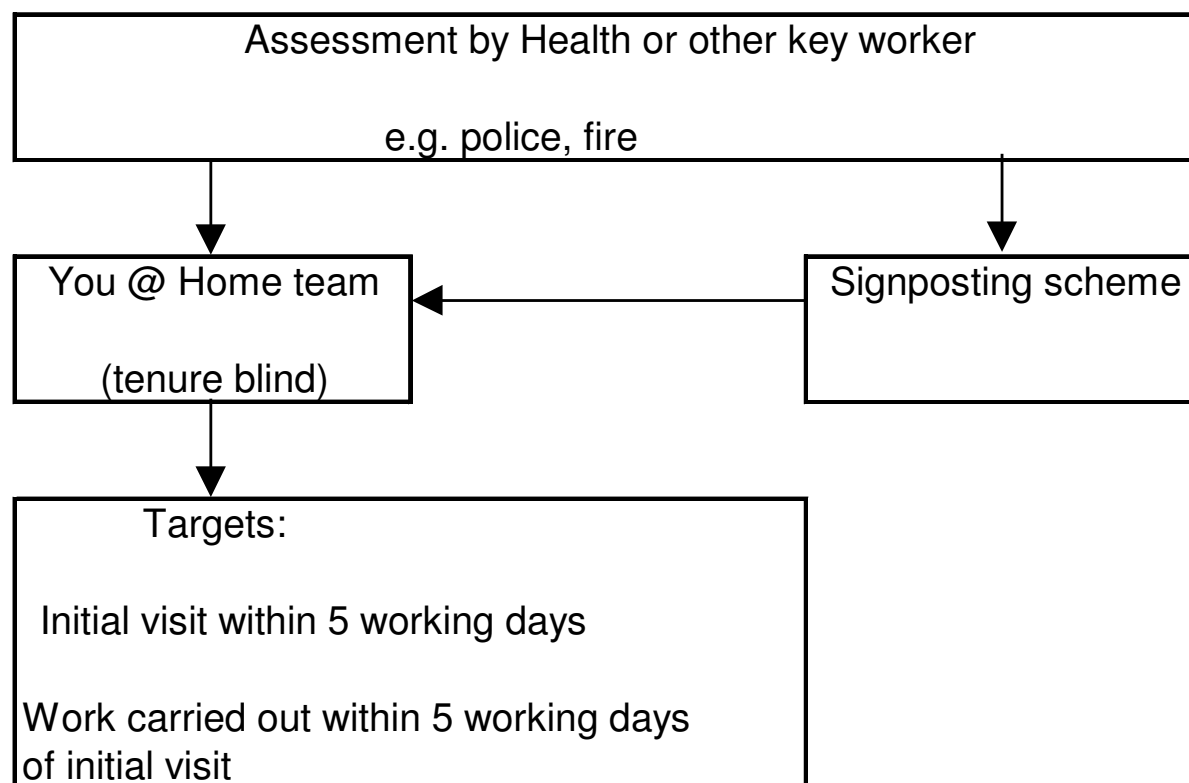 Assessment by Health or other key worker
e.g. police, fire
You @ Home team
(tenure blind)
Signposting scheme
Targets:
Initial visit within 5 working days
Work carried out within 5 working days
of initial visit